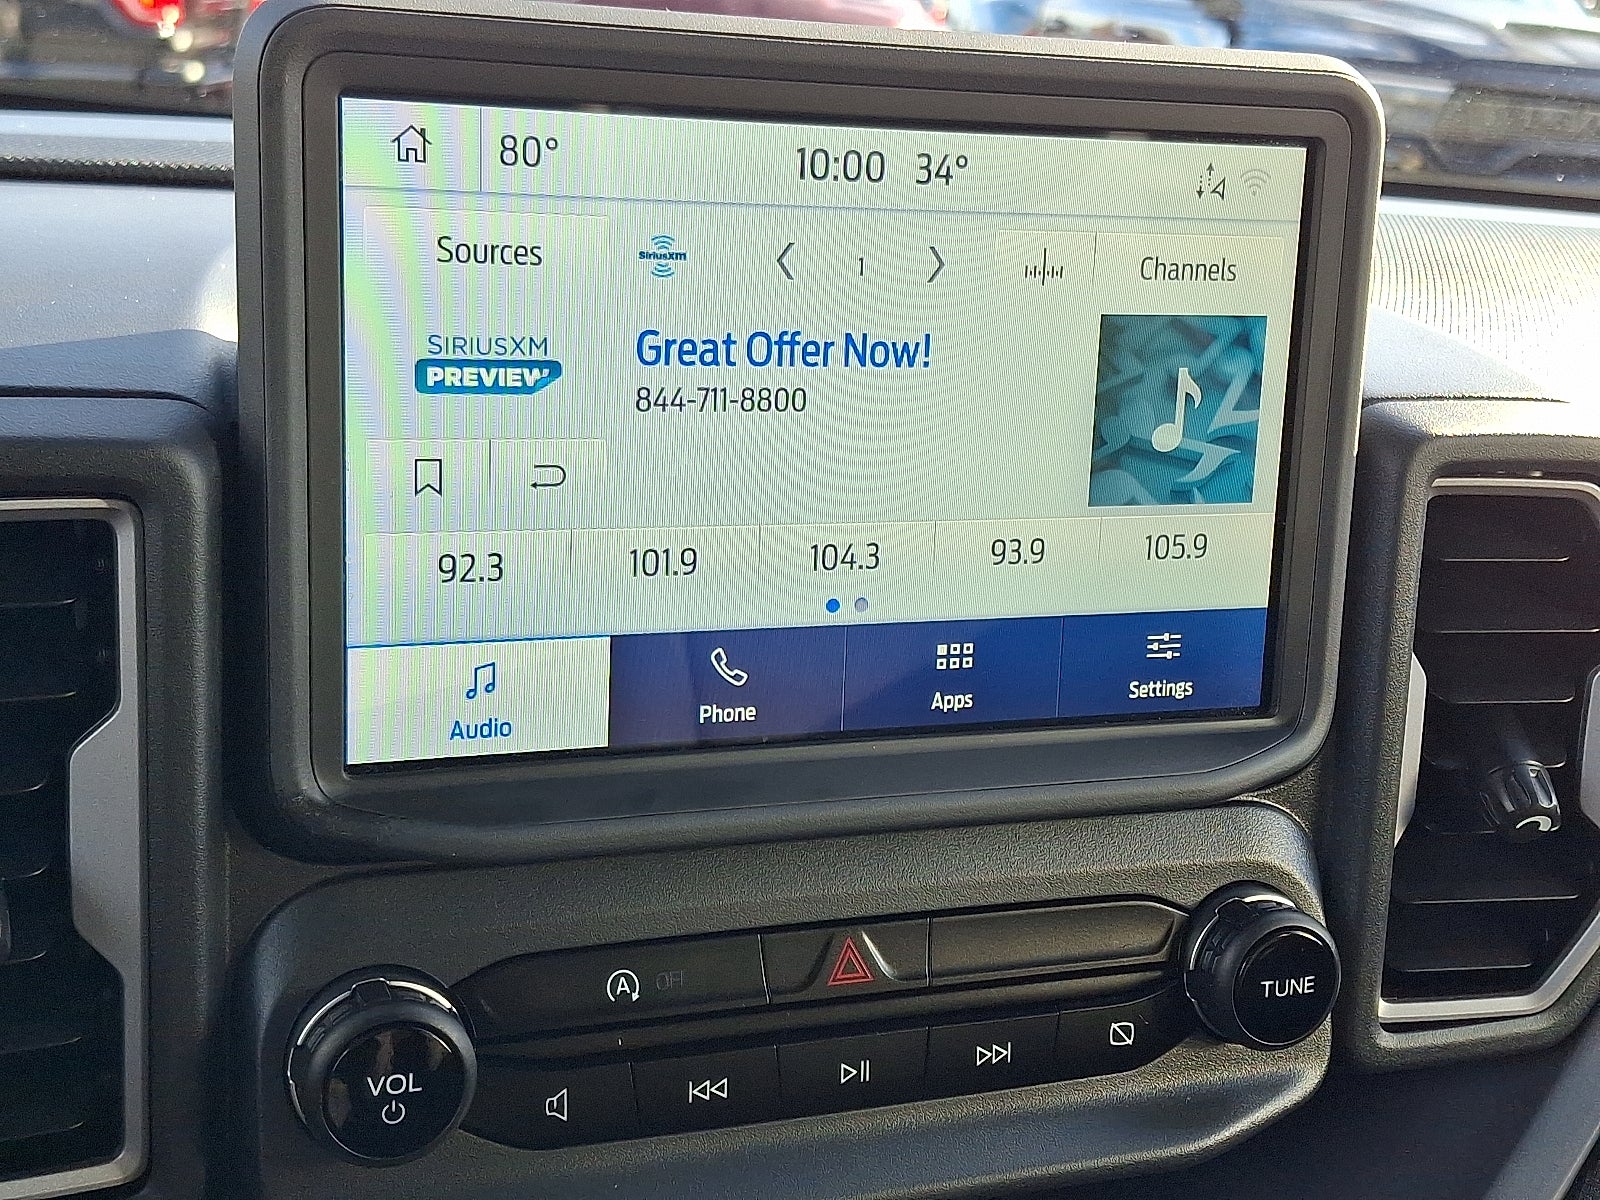 80° 10:00 34°
Sources SiriusXM 1 Channels
SIRIUSXM
PREVIEW
Great Offer Now!
844-711-8800
92.3 101.9 104.3 93.9 105.9
Audio Phone Apps Settings
A OFF
TUNE
VOL